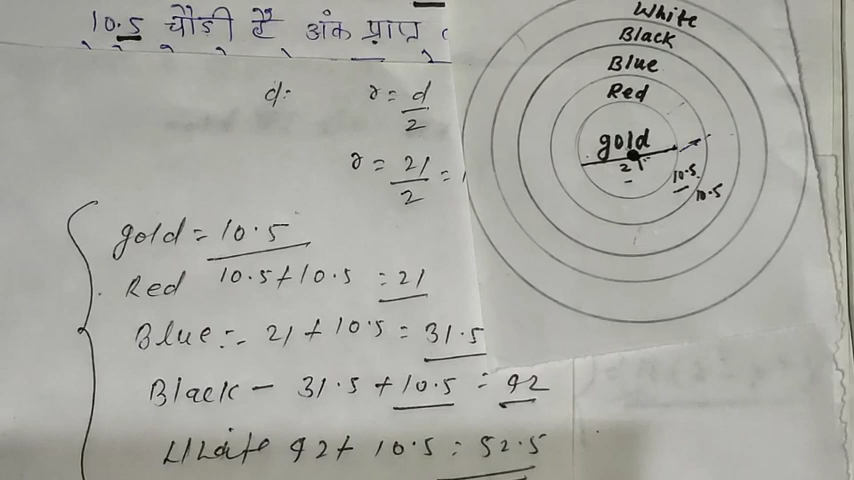 10.5 चौड़ी है अंक प्राप्त
d:
r = d/2
r = 21/2 =
gold = 10.5
Red 10.5+10.5 = 21
Blue:- 21 + 10.5 = 31.5
Black - 31.5 + 10.5 = 42
White 42+ 10.5 = 52.5
White
Black
Blue
Red
gold
21
10.5
10.5